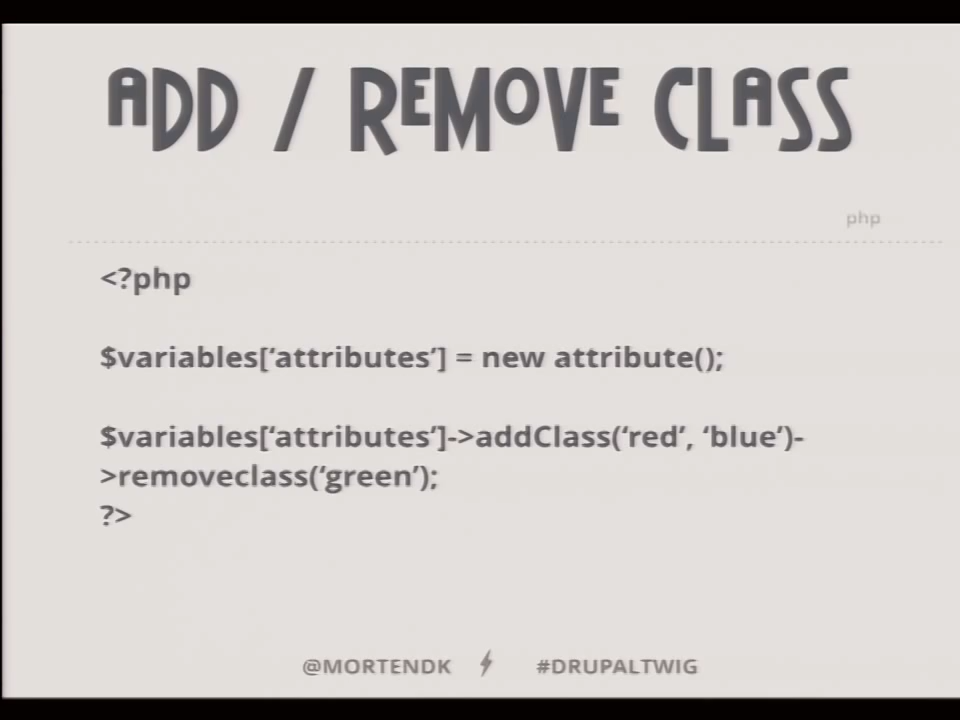 ADD / REMOVE CLASS
php
<?php
$variables[‘attributes’] = new attribute();
$variables[‘attributes’]->addClass(‘red’, ‘blue’)-
>removeclass(‘green’);
?>
@MORTENDK #DRUPALTWIG